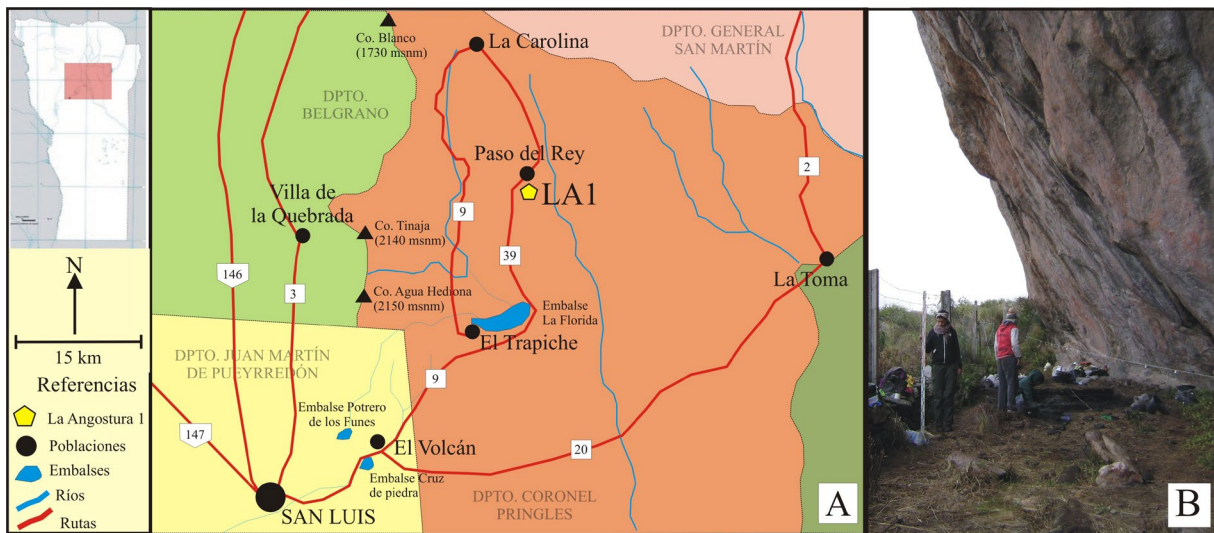 N
15 km
Referencias
La Angostura 1
Poblaciones
Embalses
Ríos
Rutas
Co. Blanco
(1730 msnm)
La Carolina
DPTO. GENERAL
SAN MARTÍN
DPTO.
BELGRANO
Paso del Rey
LA1
2
Villa de
la Quebrada
9
Co. Tinaja
(2140 msnm)
39
146
3
La Toma
Co. Agua Hediona
(2150 msnm)
Embalse
La Florida
El Trapiche
DPTO. JUAN MARTÍN
DE PUEYRREDÓN
9
Embalse Potrero
de los Funes
147
El Volcán
20
Embalse Cruz
de piedra
SAN LUIS
DPTO. CORONEL
PRINGLES
A
B